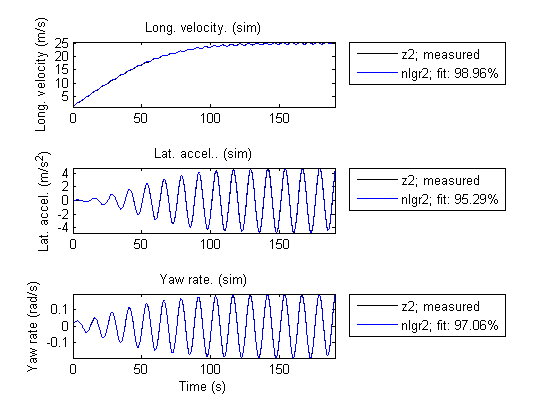 Long. velocity. (sim)
Long. velocity (m/s)
25
20
15
10
5
0
50
100
150
z2; measured
nlgr2; fit: 98.96%
Lat. accel.. (sim)
Lat. accel. (m/s²)
4
2
0
-2
-4
0
50
100
150
z2; measured
nlgr2; fit: 95.29%
Yaw rate. (sim)
Yaw rate (rad/s)
0.1
0
-0.1
0
50
100
150
Time (s)
z2; measured
nlgr2; fit: 97.06%